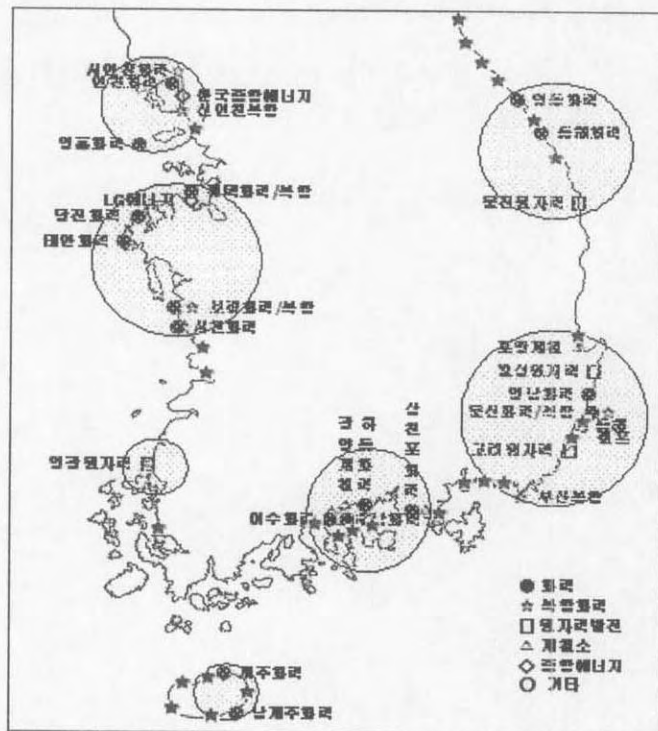 서인천화력
인천화력
한국종합에너지
신인천복합
영흥화력
평택화력/복합
LG에너지
당진화력
태안화력
보령화력/복합
서천화력
영광원자력
영동화력
동해화력
울진원자력
포항제철
월성원자력
영남화력
울산화력/복합
고리원자력
부산복합
광양제철
하동화력
삼천포화력
여수화력
제주화력
남제주화력
화력
복합화력
원자력발전
제철소
종합에너지
기타